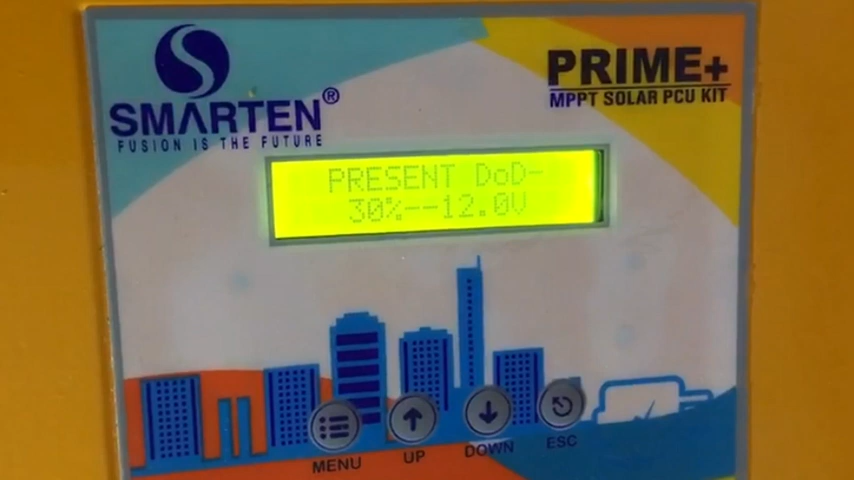 SMARTEN®
FUSION IS THE FUTURE
PRIME+
MPPT SOLAR PCU KIT
PRESENT DoD-
30%--12.0V
MENU
UP
DOWN
ESC